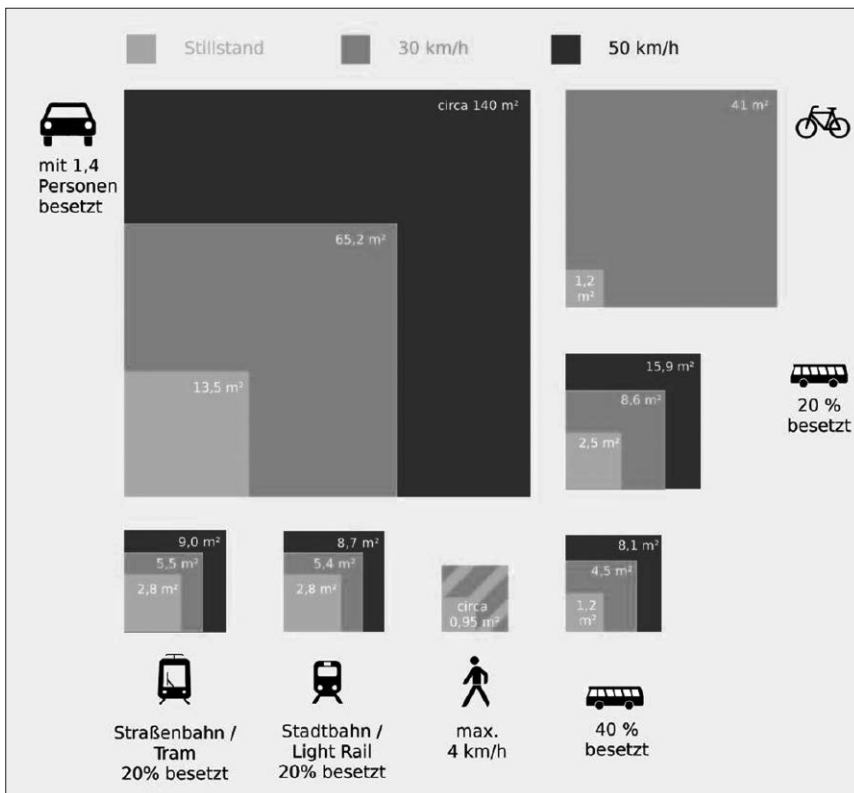 Stillstand
30 km/h
50 km/h
mit 1,4
Personen
besetzt
circa 140 m²
65,2 m²
13,5 m²
41 m²
1,2
m²
15,9 m²
8,6 m²
2,5 m²
20 %
besetzt
9,0 m²
5,5 m²
2,8 m²
8,7 m²
5,4 m²
2,8 m²
circa
0,95 m²
8,1 m²
4,5 m²
1,2
m²
Straßenbahn /
Tram
20% besetzt
Stadtbahn /
Light Rail
20% besetzt
max.
4 km/h
40 %
besetzt